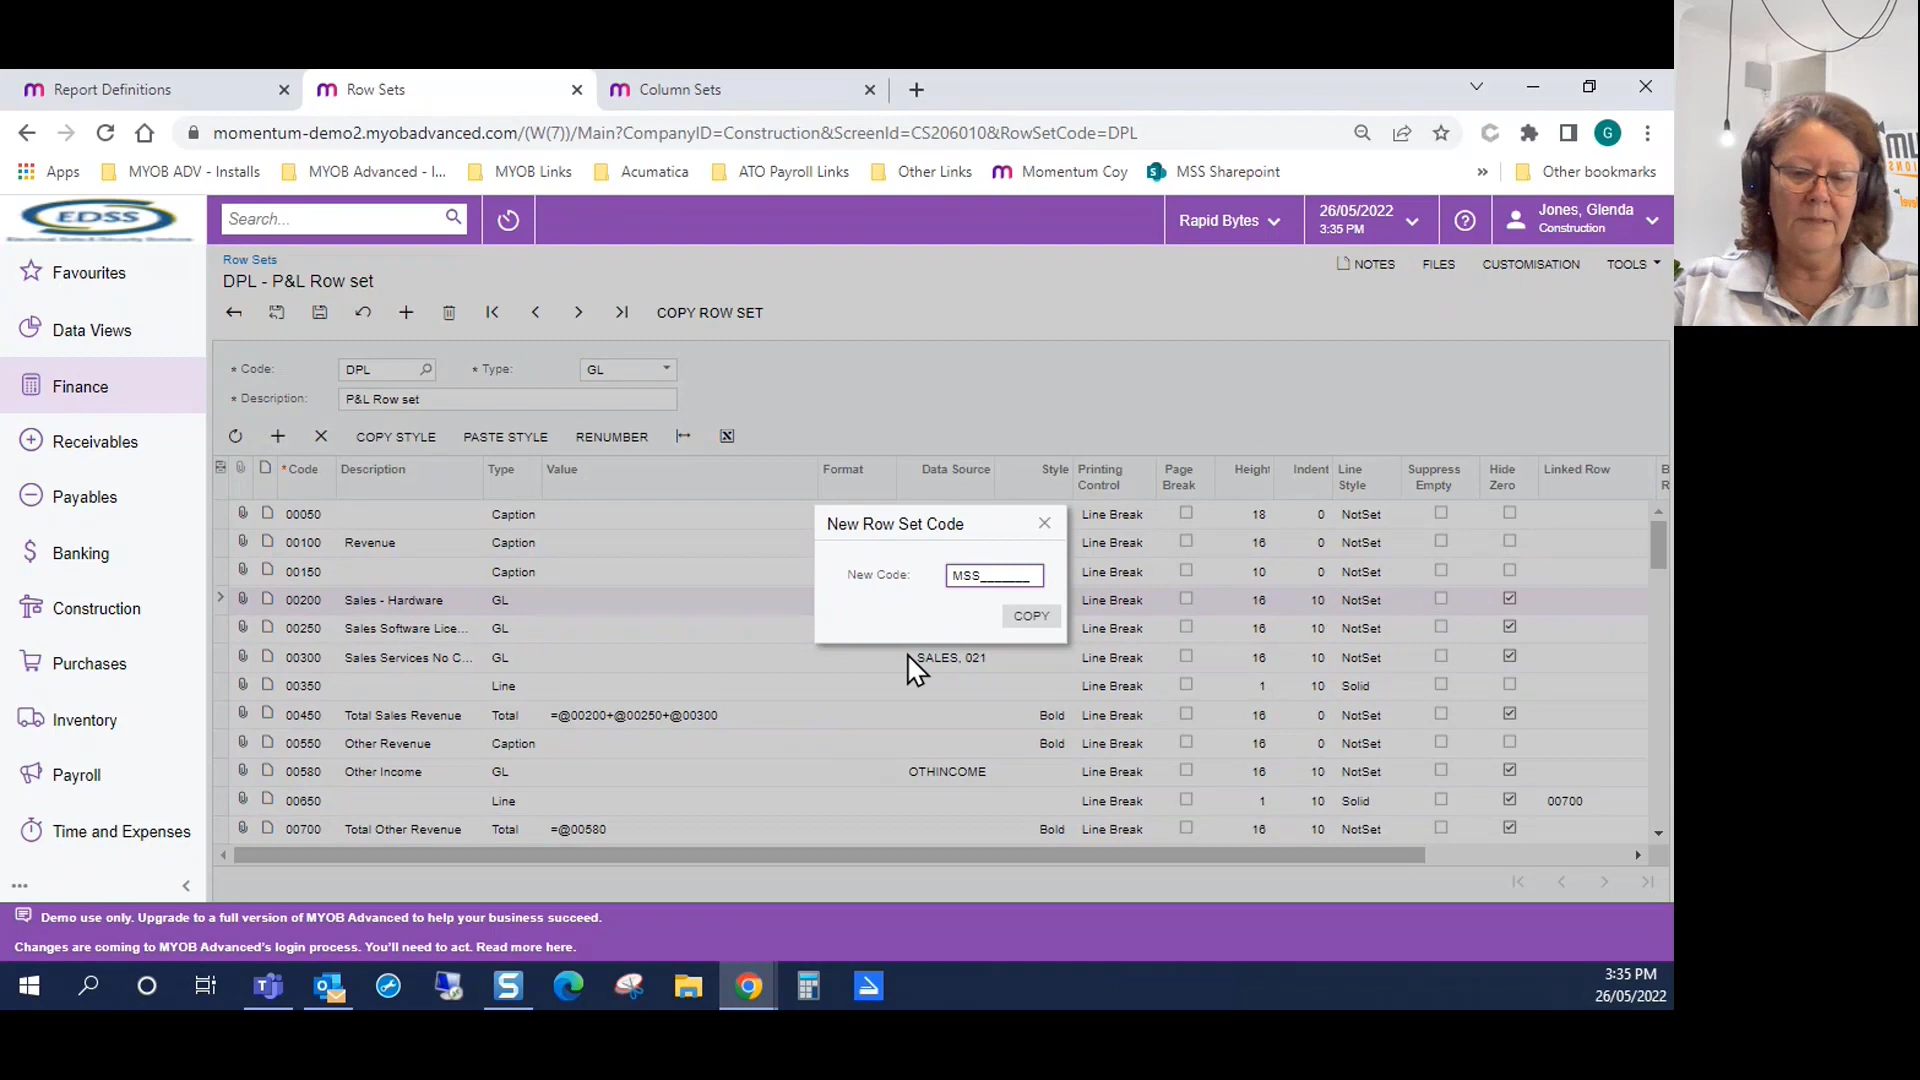 Report Definitions
Row Sets
Column Sets
momentum-demo2.myobadvanced.com/(W(7))/Main?CompanyID=Construction&ScreenId=CS206010&RowSetCode=DPL
G
Apps
MYOB ADV - Installs
MYOB Advanced - I...
MYOB Links
Acumatica
ATO Payroll Links
Other Links
Momentum Coy
MSS Sharepoint
Other bookmarks
EDSS
Search...
Rapid Bytes
26/05/2022
3:35 PM
Jones, Glenda
Construction
Favourites
Data Views
Finance
Receivables
Payables
Banking
Construction
Purchases
Inventory
Payroll
Time and Expenses
Row Sets
DPL - P&L Row set
NOTES FILES CUSTOMISATION TOOLS
COPY ROW SET
* Code: DPL * Type: GL
* Description: P&L Row set
COPY STYLE PASTE STYLE RENUMBER
* Code Description Type Value Format Data Source Style Printing Control Page Break Height Indent Line Style Suppress Empty Hide Zero Linked Row
00050 Caption Line Break 18 0 NotSet
00100 Revenue Caption Line Break 16 0 NotSet
00150 Caption Line Break 10 0 NotSet
00200 Sales - Hardware GL Line Break 16 10 NotSet
00250 Sales Software Lice... GL Line Break 16 10 NotSet
00300 Sales Services No C... GL SALES, 021 Line Break 16 10 NotSet
00350 Line Line Break 1 10 Solid
00450 Total Sales Revenue Total =@00200+@00250+@00300 Bold Line Break 16 0 NotSet
00550 Other Revenue Caption Bold Line Break 16 0 NotSet
00580 Other Income GL OTHINCOME Line Break 16 10 NotSet
00650 Line Line Break 1 10 Solid 00700
00700 Total Other Revenue Total =@00580 Bold Line Break 16 10 NotSet
New Row Set Code
New Code: MSS_______
COPY
Demo use only. Upgrade to a full version of MYOB Advanced to help your business succeed.
Changes are coming to MYOB Advanced's login process. You'll need to act. Read more here.
3:35 PM
26/05/2022